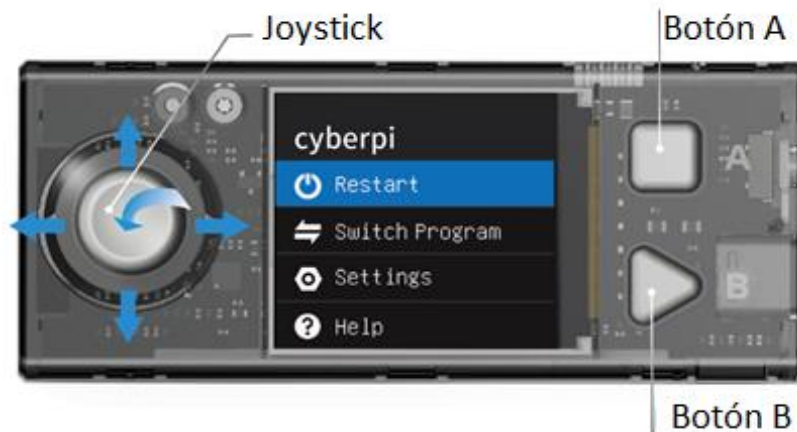 Joystick
Botón A
cyberpi
Restart
Switch Program
Settings
Help
A
B
Botón B